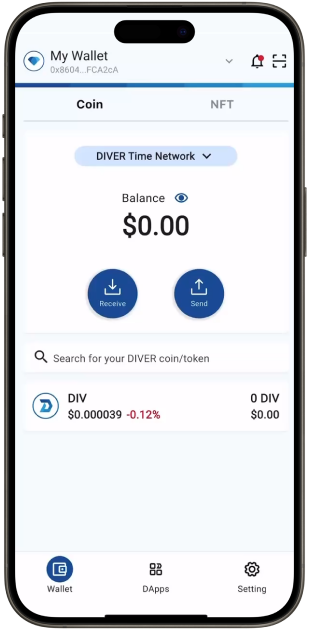 My Wallet
0x8604...FCA2cA
Coin NFT
DIVER Time Network
Balance
$0.00
Receive Send
Search for your DIVER coin/token
DIV 0 DIV
$0.000039 -0.12% $0.00
Wallet DApps Setting